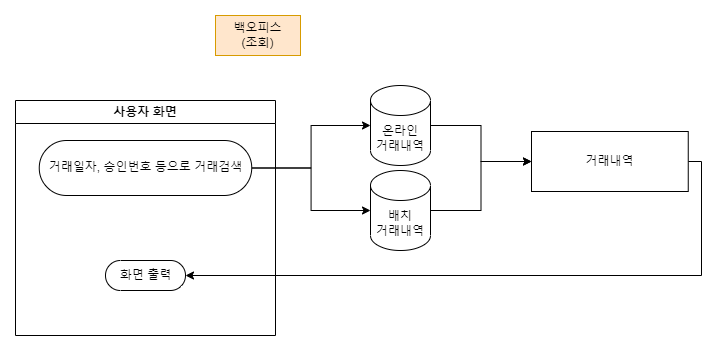 백오피스
(조회)
사용자 화면
거래일자, 승인번호 등으로 거래검색
온라인
거래내역
배치
거래내역
거래내역
화면 출력